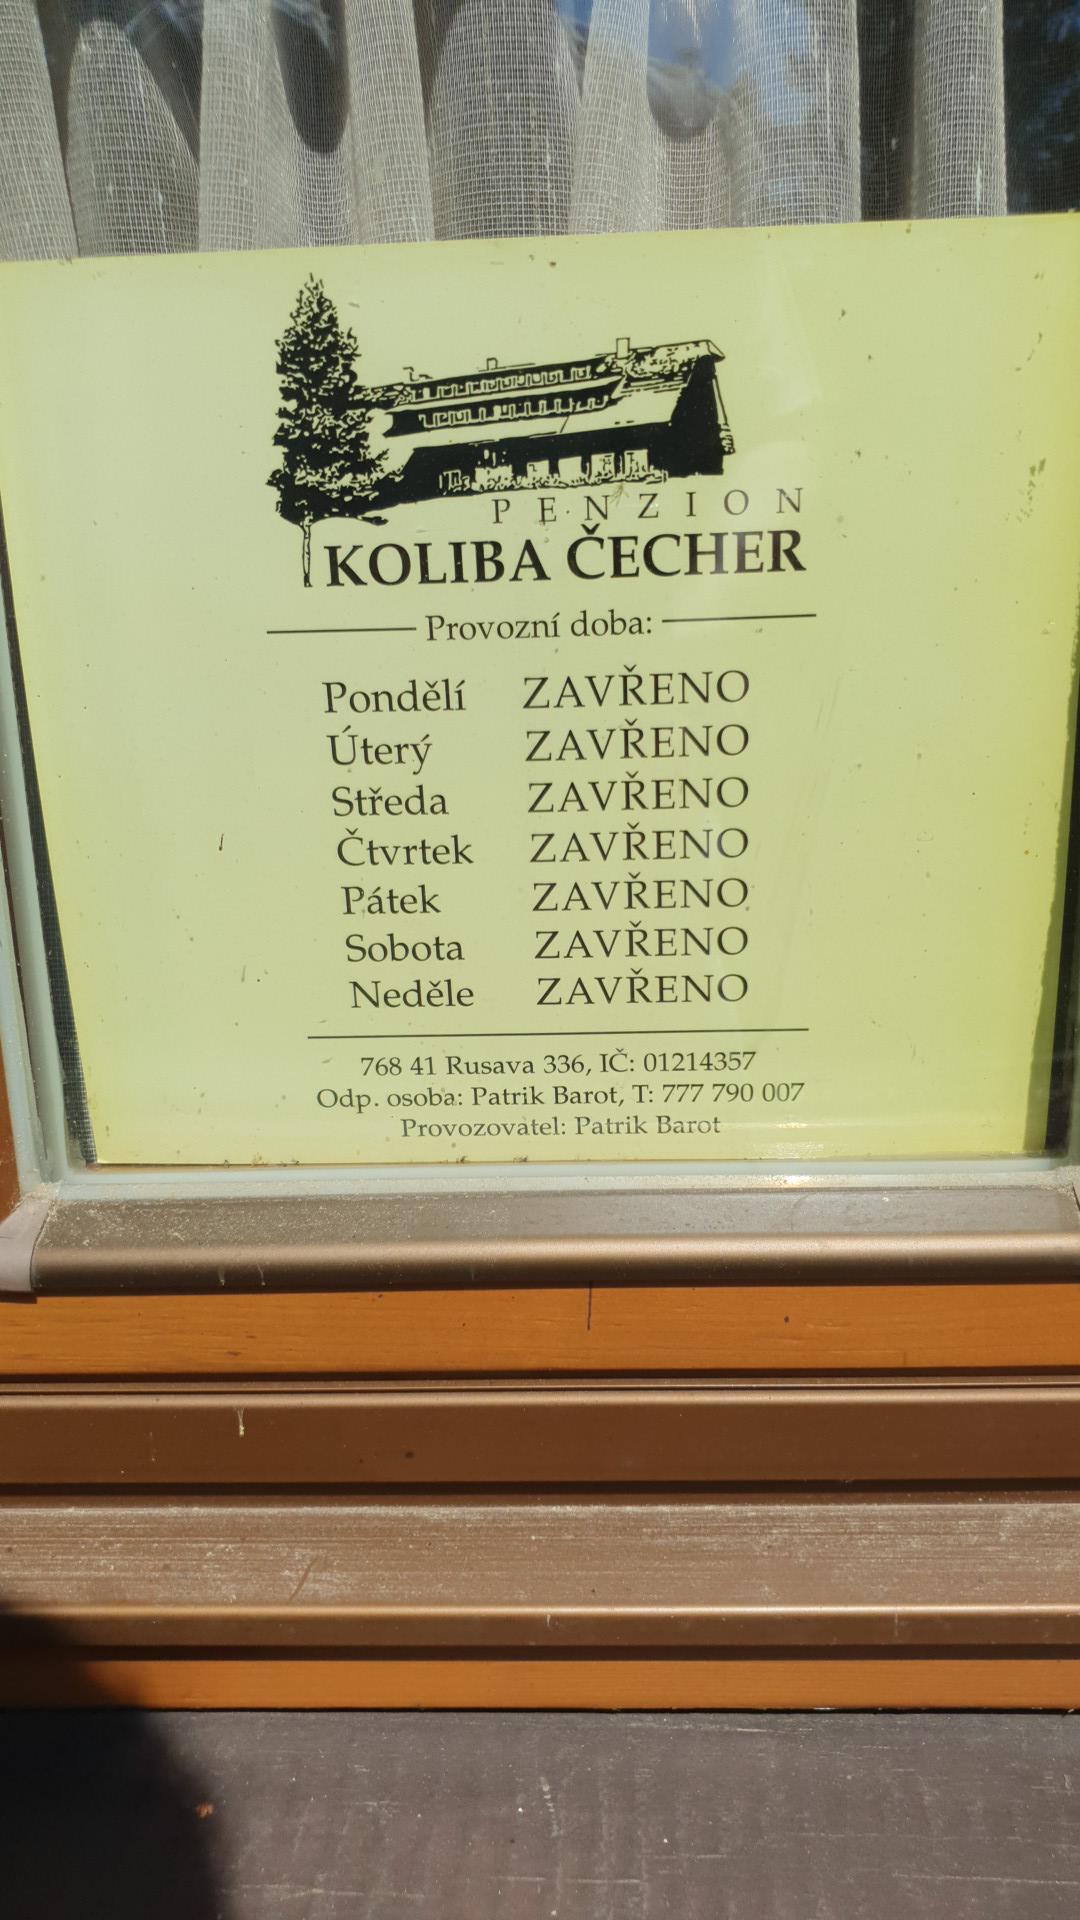 PENZION
KOLIBA ČECHER
Provozní doba:
Pondělí ZAVŘENO
Úterý ZAVŘENO
Středa ZAVŘENO
Čtvrtek ZAVŘENO
Pátek ZAVŘENO
Sobota ZAVŘENO
Neděle ZAVŘENO
768 41 Rusava 336, IČ: 01214357
Odp. osoba: Patrik Barot, T: 777 790 007
Provozovatel: Patrik Barot